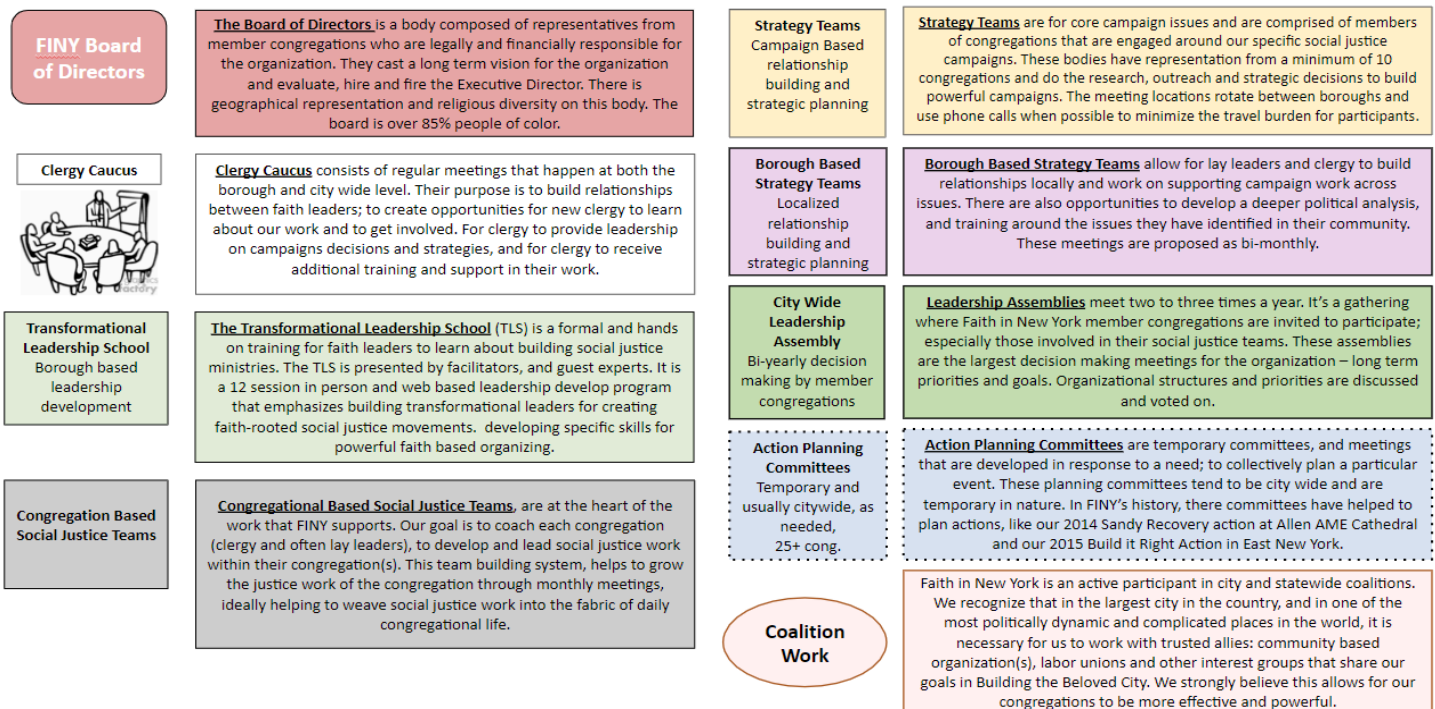 FINY Board
of Directors
The Board of Directors is a body composed of representatives from
member congregations who are legally and financially responsible for
the organization. They cast a long term vision for the organization
and evaluate, hire and fire the Executive Director. There is
geographical representation and religious diversity on this body. The
board is over 85% people of color.
Clergy Caucus
Clergy Caucus consists of regular meetings that happen at both the
borough and city wide level. Their purpose is to build relationships
between faith leaders; to create opportunities for new clergy to learn
about our work and to get involved. For clergy to provide leadership
on campaigns decisions and strategies, and for clergy to receive
additional training and support in their work.
Transformational
Leadership School
Borough based
leadership
development
The Transformational Leadership School (TLS) is a formal and hands
on training for faith leaders to learn about building social justice
ministries. The TLS is presented by facilitators, and guest experts. It is
a 12 session in person and web based leadership develop program
that emphasizes building transformational leaders for creating
faith-rooted social justice movements.  developing specific skills for
powerful faith based organizing.
Congregation Based
Social Justice Teams
Congregational Based Social Justice Teams, are at the heart of the
work that FINY supports. Our goal is to coach each congregation
(clergy and often lay leaders), to develop and lead social justice work
within their congregation(s). This team building system, helps to grow
the justice work of the congregation through monthly meetings,
ideally helping to weave social justice work into the fabric of daily
congregational life.
Strategy Teams
Campaign Based
relationship
building and
strategic planning
Strategy Teams are for core campaign issues and are comprised of members
of congregations that are engaged around our specific social justice
campaigns. These bodies have representation from a minimum of 10
congregations and do the research, outreach and strategic decisions to build
powerful campaigns. The meeting locations rotate between boroughs and
use phone calls when possible to minimize the travel burden for participants.
Borough Based
Strategy Teams
Localized
relationship
building and
strategic planning
Borough Based Strategy Teams allow for lay leaders and clergy to build
relationships locally and work on supporting campaign work across
issues. There are also opportunities to develop a deeper political analysis,
and training around the issues they have identified in their community.
These meetings are proposed as bi-monthly.
City Wide
Leadership
Assembly
Bi-yearly decision
making by member
congregations
Leadership Assemblies meet two to three times a year. It’s a gathering
where Faith in New York member congregations are invited to participate;
especially those involved in their social justice teams. These assemblies
are the largest decision making meetings for the organization – long term
priorities and goals. Organizational structures and priorities are discussed
and voted on.
Action Planning
Committees
Temporary and
usually citywide, as
needed,
25+ cong.
Action Planning Committees are temporary committees, and meetings
that are developed in response to a need; to collectively plan a particular
event. These planning committees tend to be city wide and are
temporary in nature. In FINY’s history, there committees have helped to
plan actions, like our 2014 Sandy Recovery action at Allen AME Cathedral
and our 2015 Build it Right Action in East New York.
Coalition
Work
Faith in New York is an active participant in city and statewide coalitions.
We recognize that in the largest city in the country, and in one of the
most politically dynamic and complicated places in the world, it is
necessary for us to work with trusted allies: community based
organization(s), labor unions and other interest groups that share our
goals in Building the Beloved City. We strongly believe this allows for our
congregations to be more effective and powerful.